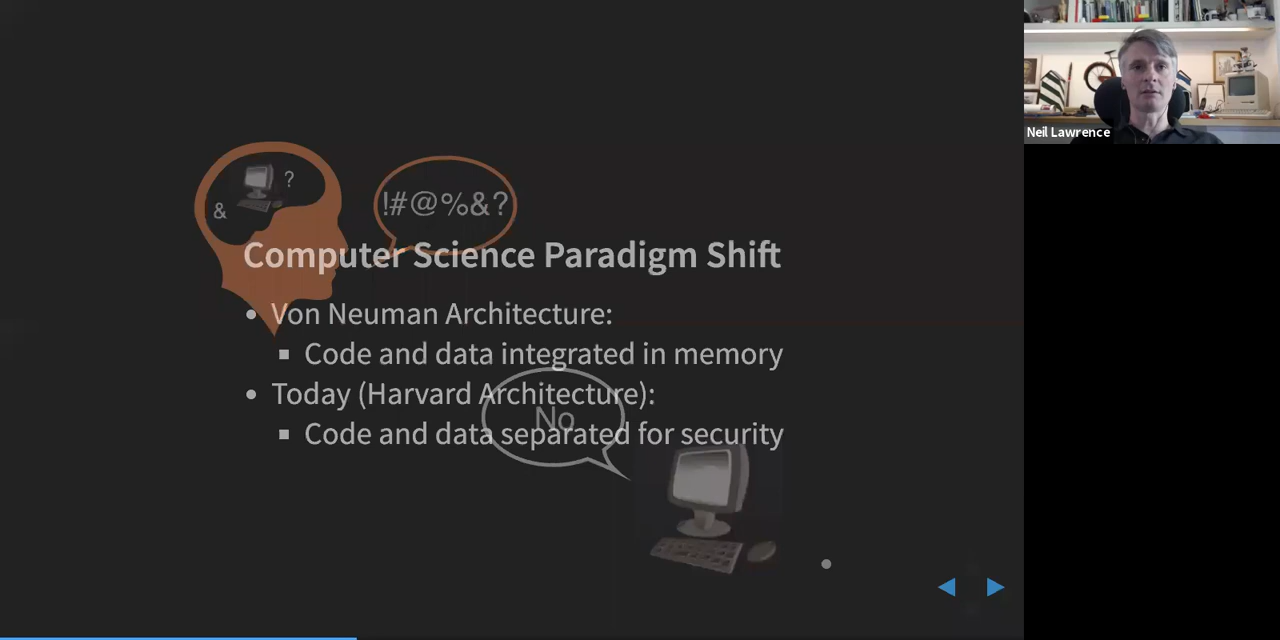 & ?
!#@%&?
Computer Science Paradigm Shift
• Von Neuman Architecture:
▪ Code and data integrated in memory
• Today (Harvard Architecture):
No
▪ Code and data separated for security
Neil Lawrence